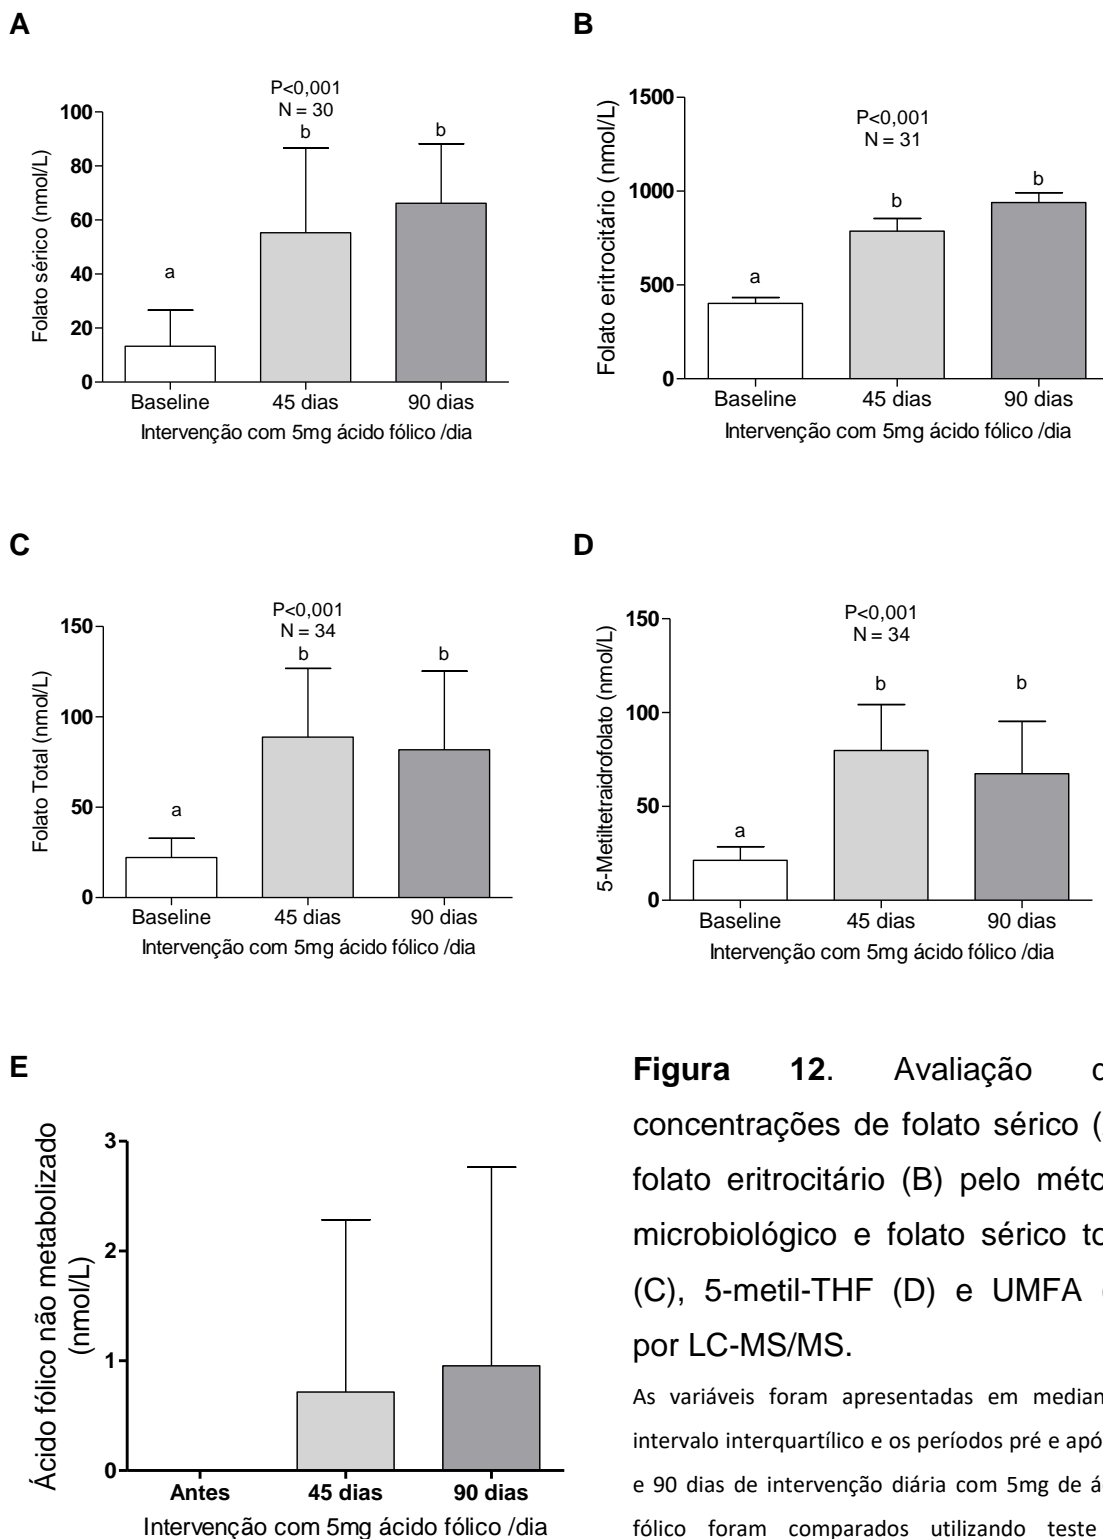 A
P<0,001
N = 30
b
b
a
100
80
60
40
20
0
Folato sérico (nmol/L)
Baseline 45 dias 90 dias
Intervenção com 5mg ácido fólico /dia
B
P<0,001
N = 31
b
b
a
1500
1000
500
0
Folato eritrocitário (nmol/L)
Baseline 45 dias 90 dias
Intervenção com 5mg ácido fólico /dia
C
P<0,001
N = 34
b
b
a
150
100
50
0
Folato Total (nmol/L)
Baseline 45 dias 90 dias
Intervenção com 5mg ácido fólico /dia
D
P<0,001
N = 34
b
b
a
150
100
50
0
5-Metiltetraidrofolato (nmol/L)
Baseline 45 dias 90 dias
Intervenção com 5mg ácido fólico /dia
E
3
2
1
0
Ácido fólico não metabolizado
(nmol/L)
Antes 45 dias 90 dias
Intervenção com 5mg ácido fólico /dia
Figura 12. Avaliação
concentrações de folato sérico
folato eritrocitário (B) pelo méto
microbiológico e folato sérico to
(C), 5-metil-THF (D) e UMFA
por LC-MS/MS.
As variáveis foram apresentadas em median
intervalo interquartílico e os períodos pré e após
e 90 dias de intervenção diária com 5mg de ác
fólico foram comparados utilizando teste